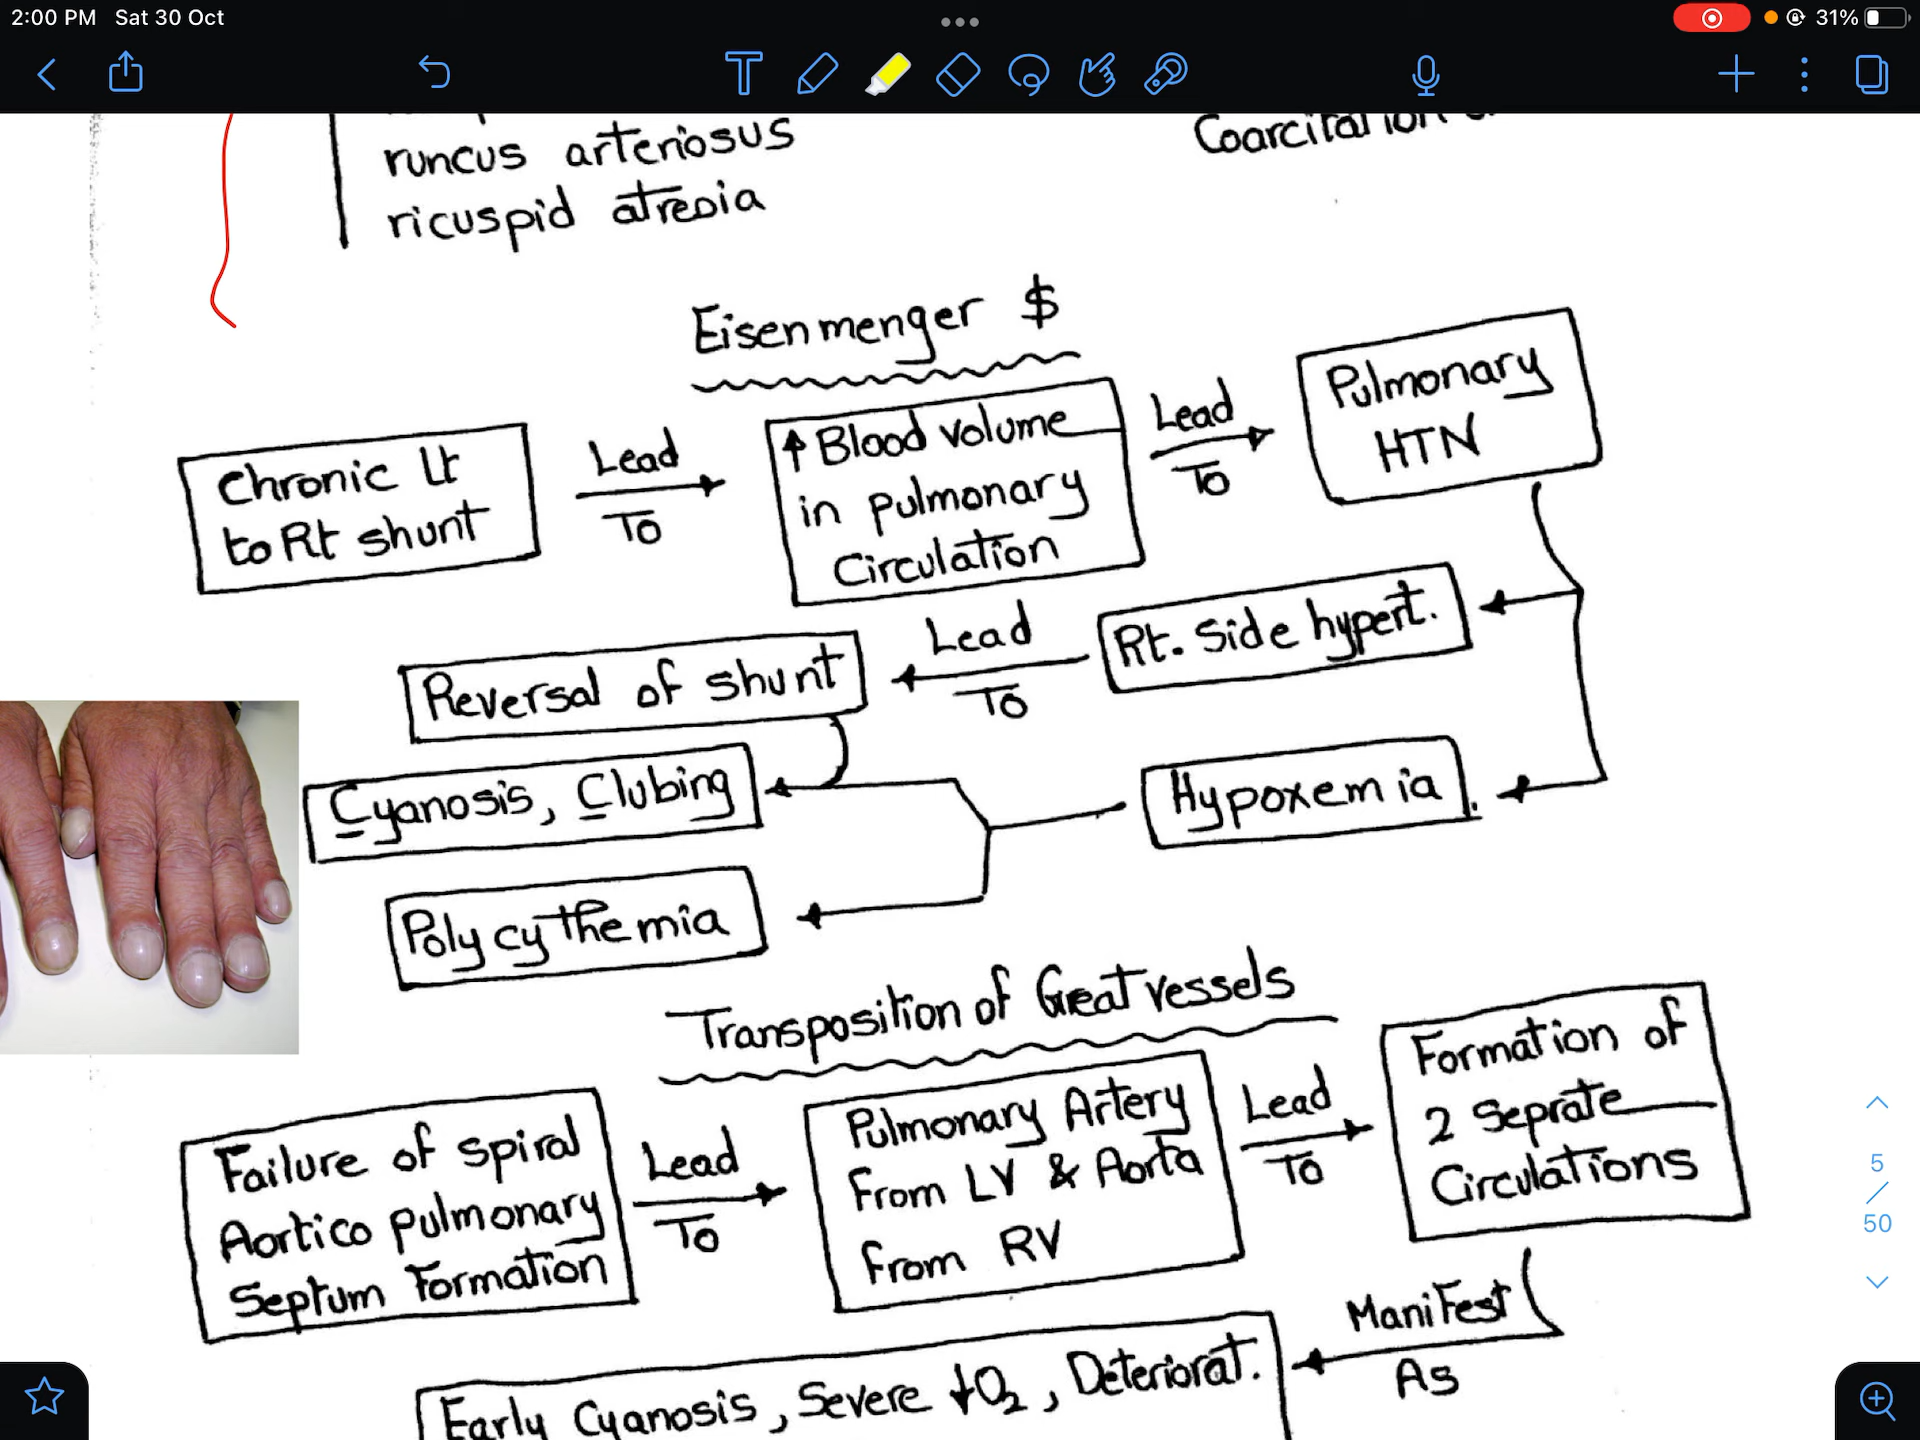 2:00 PM Sat 30 Oct
31%
runcus arteriosus
ricuspid atresia
Eisenmenger $
Chronic Lt
to Rt shunt
Lead
To
↑ Blood volume
in pulmonary
Circulation
Lead
To
Pulmonary
HTN
Rt. Side hypert.
Lead
To
Reversal of shunt
Cyanosis, Clubing
Hypoxemia.
Polycythemia
Transposition of Great vessels
Failure of spiral
Aortico pulmonary
Septum Formation
Lead
To
Pulmonary Artery
From LV & Aorta
From RV
Lead
To
Formation of
2 Seprate
Circulations
Manifest
As
Early Cyanosis, Severe ↓O2, Deteriorat.
5
/
50